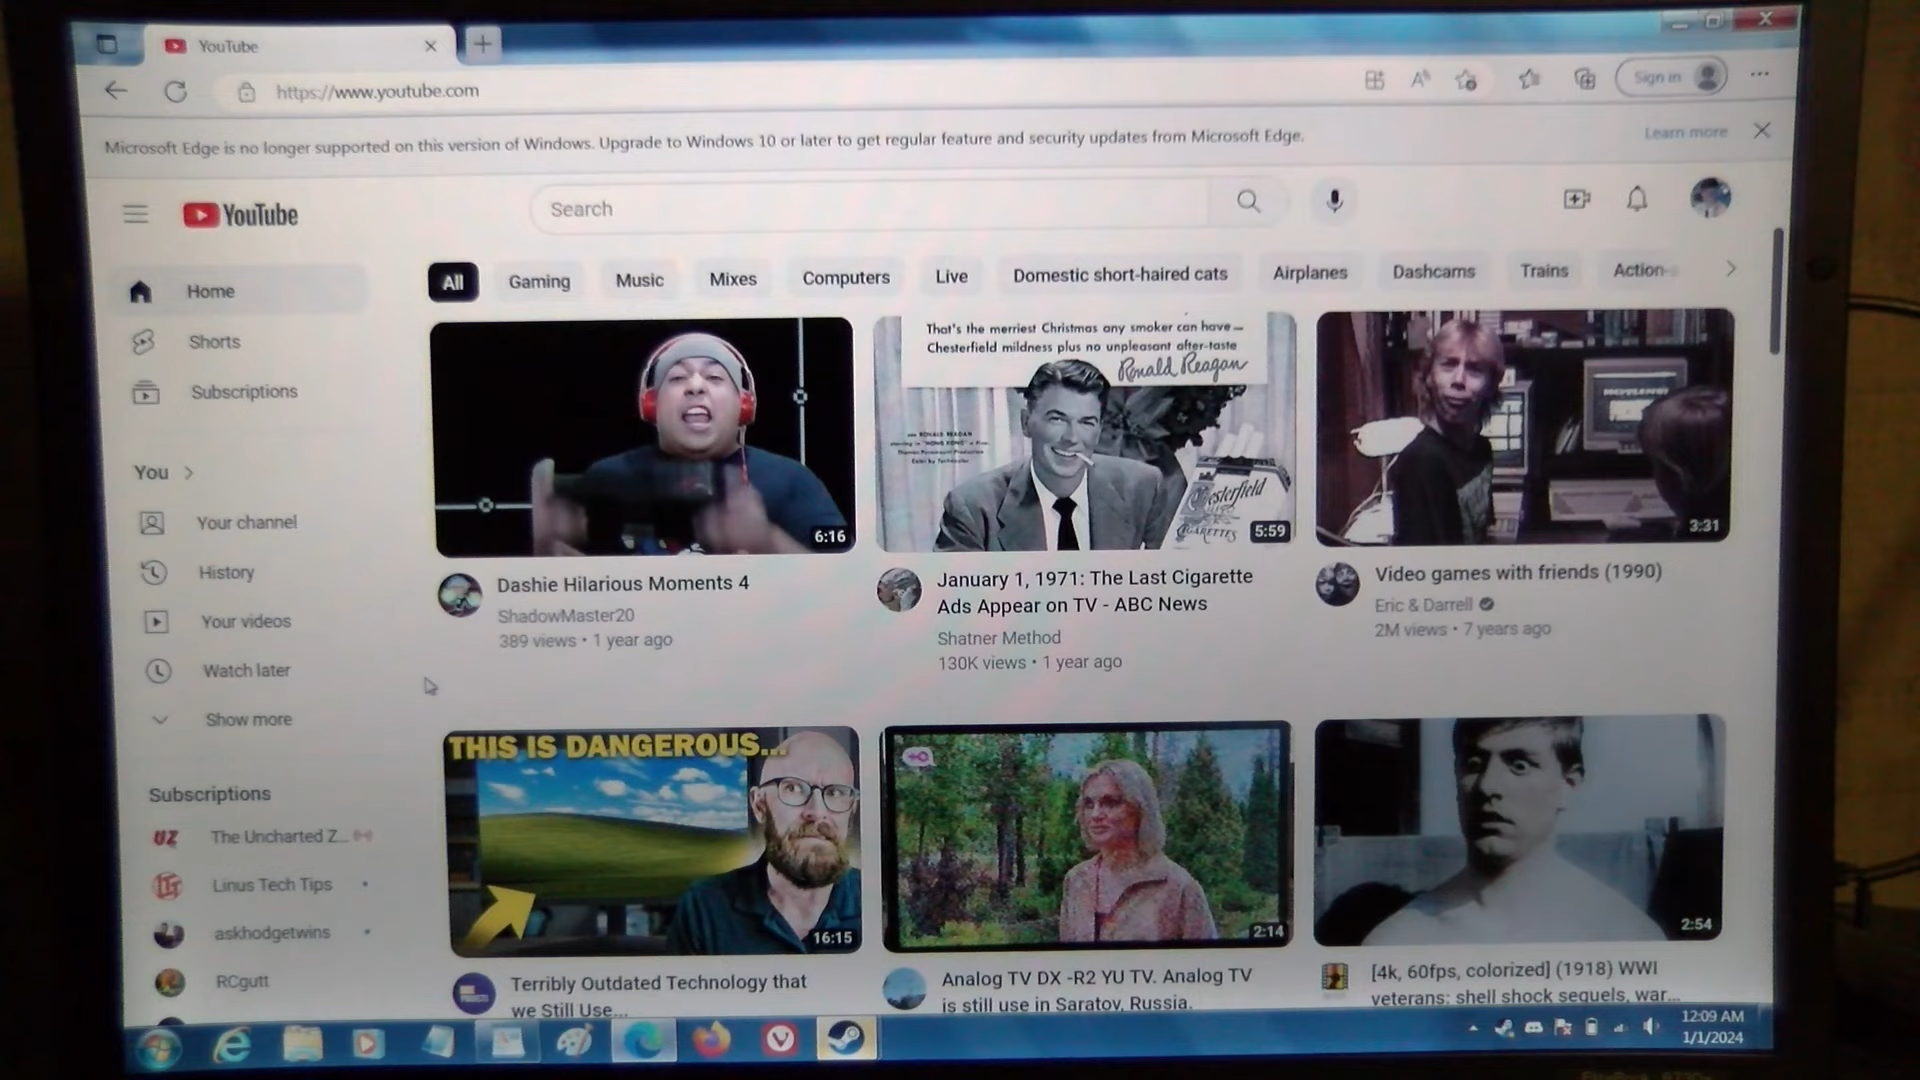 YouTube
https://www.youtube.com
Sign in
Microsoft Edge is no longer supported on this version of Windows. Upgrade to Windows 10 or later to get regular feature and security updates from Microsoft Edge.
Learn more
YouTube
Search
All
Gaming
Music
Mixes
Computers
Live
Domestic short-haired cats
Airplanes
Dashcams
Trains
Action-
Home
Shorts
Subscriptions
You
Your channel
History
Your videos
Watch later
Show more
Subscriptions
UZ
The Uncharted Z...
Linus Tech Tips
askhodgetwins
RCgutt
6:16
Dashie Hilarious Moments 4
ShadowMaster20
389 views • 1 year ago
That's the merriest Christmas any smoker can have—
Chesterfield mildness plus no unpleasant after-taste
Ronald Reagan
Chesterfield
CIGARETTES
5:59
January 1, 1971: The Last Cigarette
Ads Appear on TV - ABC News
Shatner Method
130K views • 1 year ago
3:31
Video games with friends (1990)
Eric & Darrell
2M views • 7 years ago
THIS IS DANGEROUS...
16:15
Terribly Outdated Technology that
we Still Use...
2:14
Analog TV DX -R2 YU TV. Analog TV
is still use in Saratov, Russia.
2:54
[4k, 60fps, colorized] (1918) WWI
veterans: shell shock sequels, war...
12:09 AM
1/1/2024